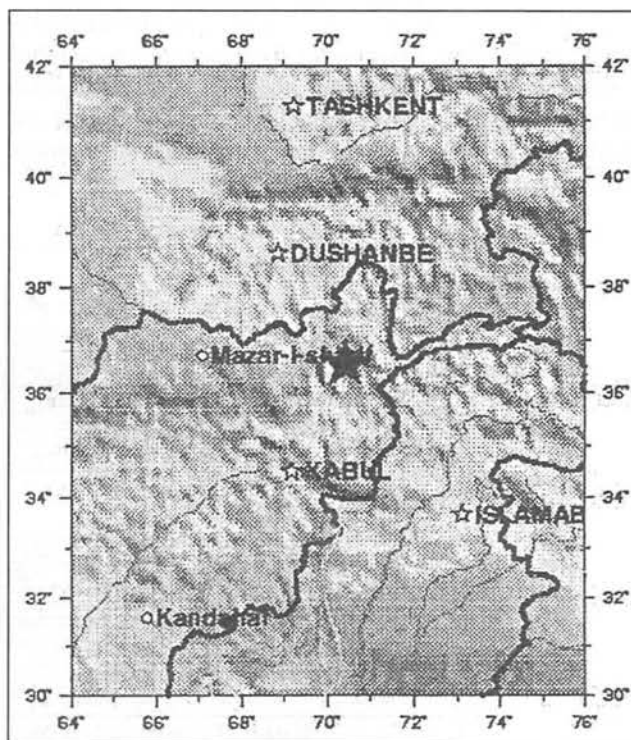 64° 66° 68° 70° 72° 74° 76°
42° 42°
TASHKENT
40° 40°
DUSHANBE
38° 38°
Mazar-i-sharif
36° 36°
KABUL
34° 34°
ISLAMAB
32° 32°
Kandahar
30° 30°
64° 66° 68° 70° 72° 74° 76°